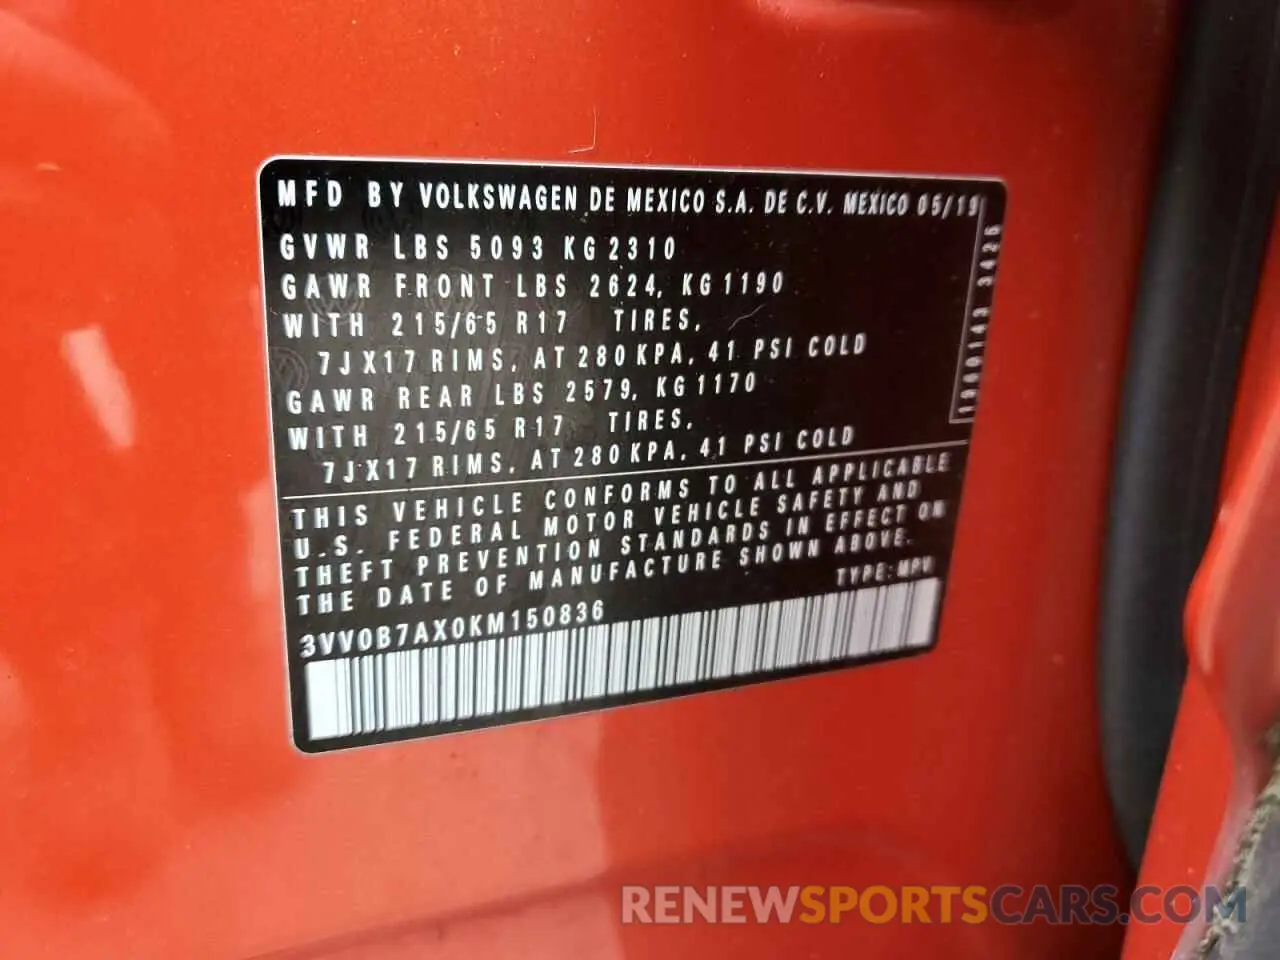 MFD BY VOLKSWAGEN DE MEXICO S.A. DE C.V. MEXICO 05/19
GVWR LBS 5093 KG 2310
GAWR FRONT LBS 2624, KG 1190
WITH 215/65 R17 TIRES,
7JX17 RIMS, AT 280 KPA, 41 PSI COLD
GAWR REAR LBS 2579, KG 1170
WITH 215/65 R17 TIRES,
7JX17 RIMS, AT 280 KPA, 41 PSI COLD
1960143 3426
THIS VEHICLE CONFORMS TO ALL APPLICABLE
U.S. FEDERAL MOTOR VEHICLE SAFETY AND
THEFT PREVENTION STANDARDS IN EFFECT ON
THE DATE OF MANUFACTURE SHOWN ABOVE.
TYPE: MPV
3VV0B7AX0KM150836
RENEWSPORTSCARS.COM